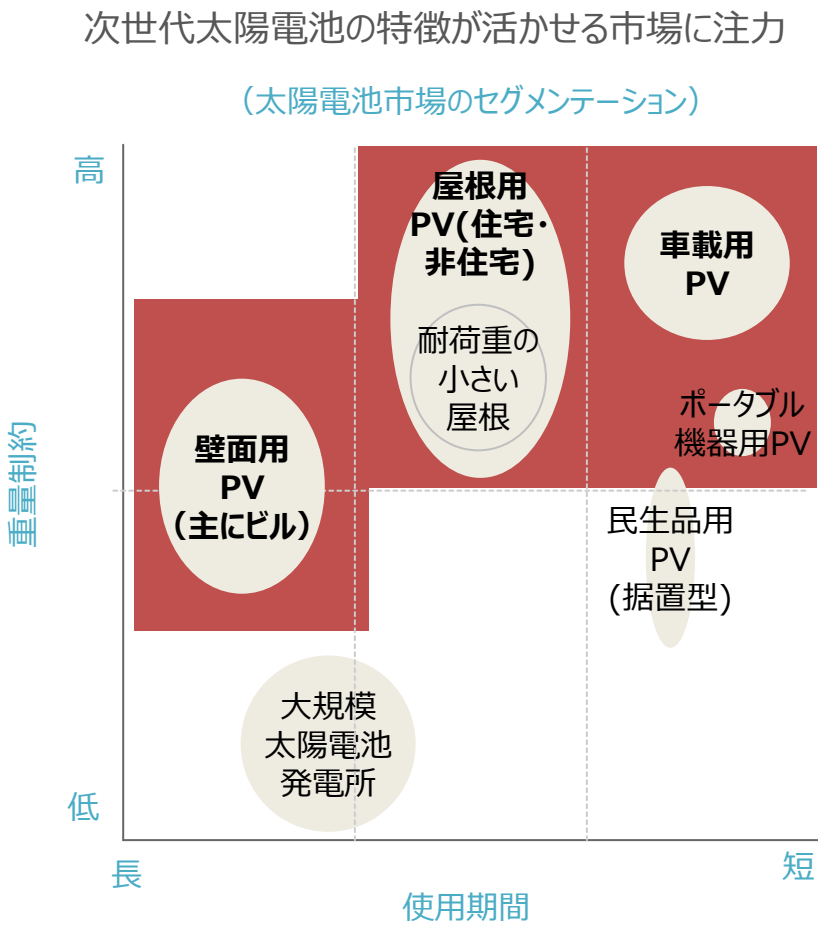 次世代太陽電池の特徴が活かせる市場に注力
（太陽電池市場のセグメンテーション）
高
屋根用
PV(住宅・
非住宅)
車載用
PV
耐荷重の
小さい
屋根
ポータブル
機器用PV
壁面用
PV
（主にビル）
重量制約
民生品用
PV
(据置型)
大規模
太陽電池
発電所
低
長
短
使用期間